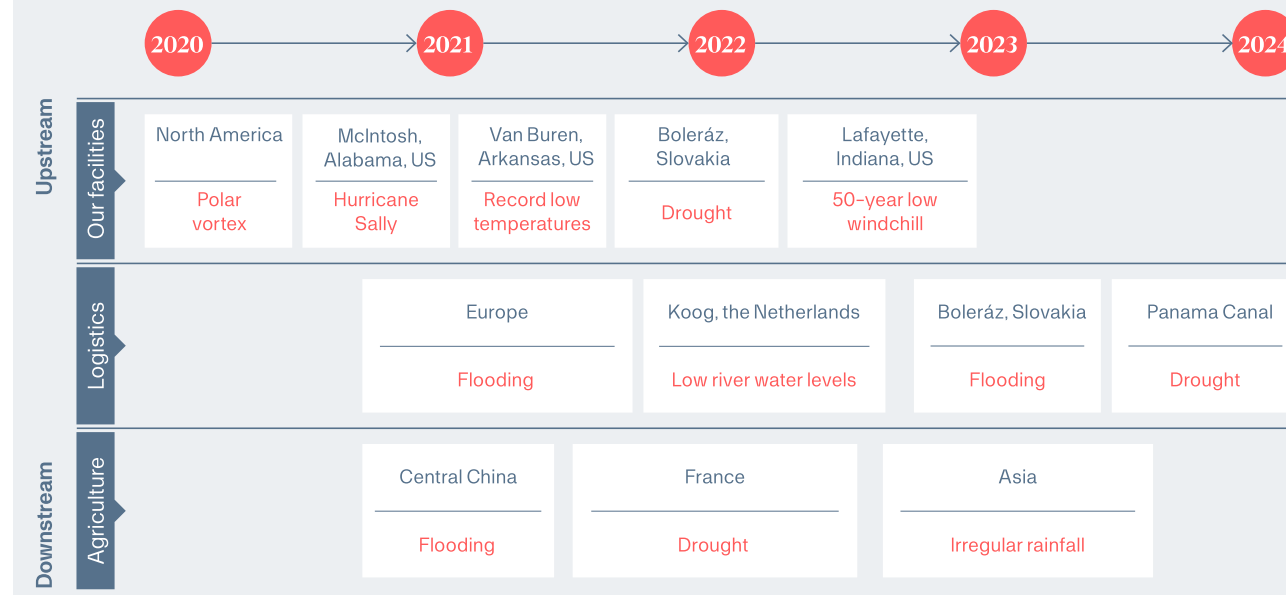 2020
2021
2022
2023
2024
Upstream
Our facilities
North America
Polar
vortex
McIntosh,
Alabama, US
Hurricane
Sally
Van Buren,
Arkansas, US
Record low
temperatures
Boleráz,
Slovakia
Drought
Lafayette,
Indiana, US
50-year low
windchill
Logistics
Europe
Flooding
Koog, the Netherlands
Low river water levels
Boleráz, Slovakia
Flooding
Panama Canal
Drought
Downstream
Agriculture
Central China
Flooding
France
Drought
Asia
Irregular rainfall